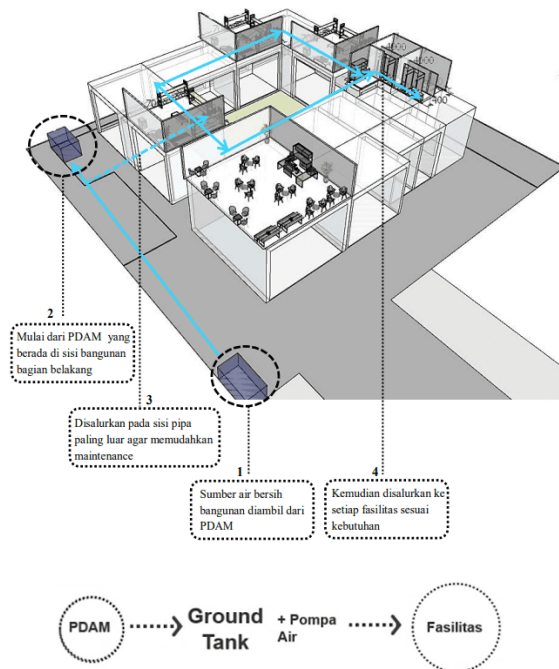 2
Mulai dari PDAM yang
berada di sisi bangunan
bagian belakang
3
Disalurkan pada sisi pipa
paling luar agar memudahkan
maintenance
1
Sumber air bersih
bangunan diambil dari
PDAM
4
Kemudian disalurkan ke
setiap fasilitas sesuai
kebutuhan
PDAM
Ground
Tank
+ Pompa
Air
Fasilitas